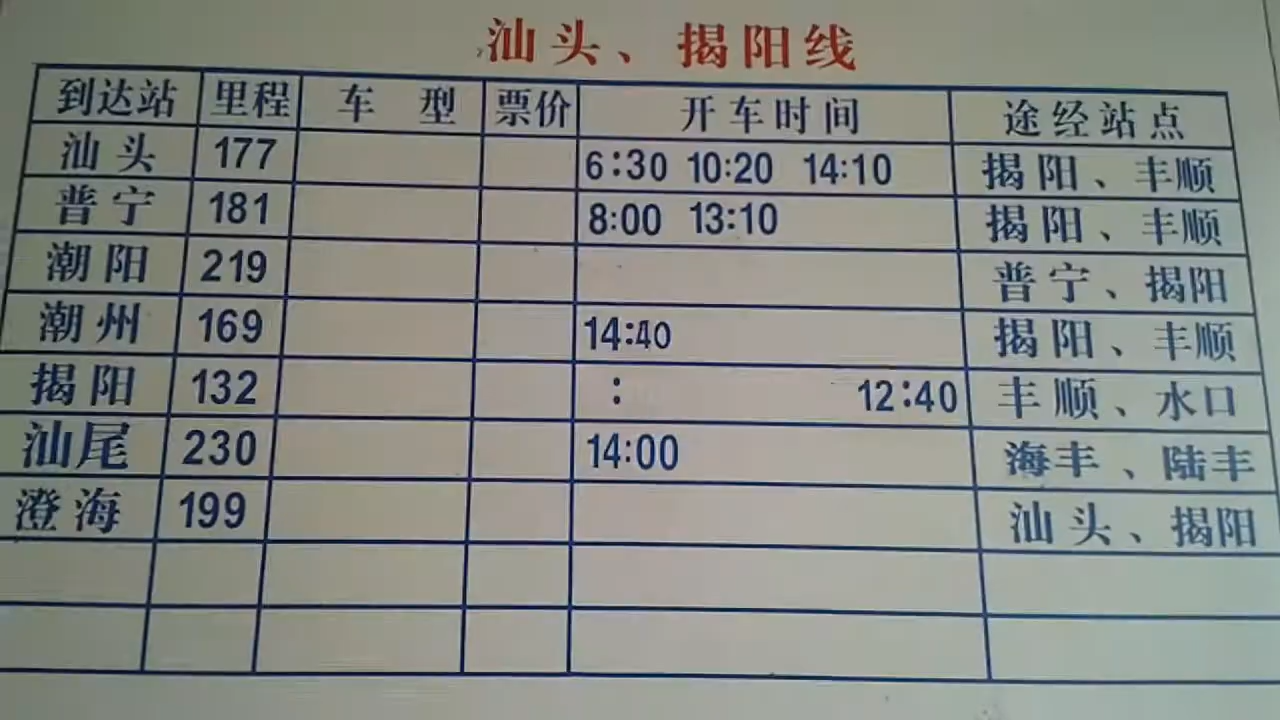 汕头、揭阳线
到达站 里程 车 型 票价 开车时间 途经站点
汕头 177 6:30 10:20 14:10 揭阳、丰顺
普宁 181 8:00 13:10 揭阳、丰顺
潮阳 219 普宁、揭阳
潮州 169 14:40 揭阳、丰顺
揭阳 132 : 12:40 丰顺、水口
汕尾 230 14:00 海丰、陆丰
澄海 199 汕头、揭阳